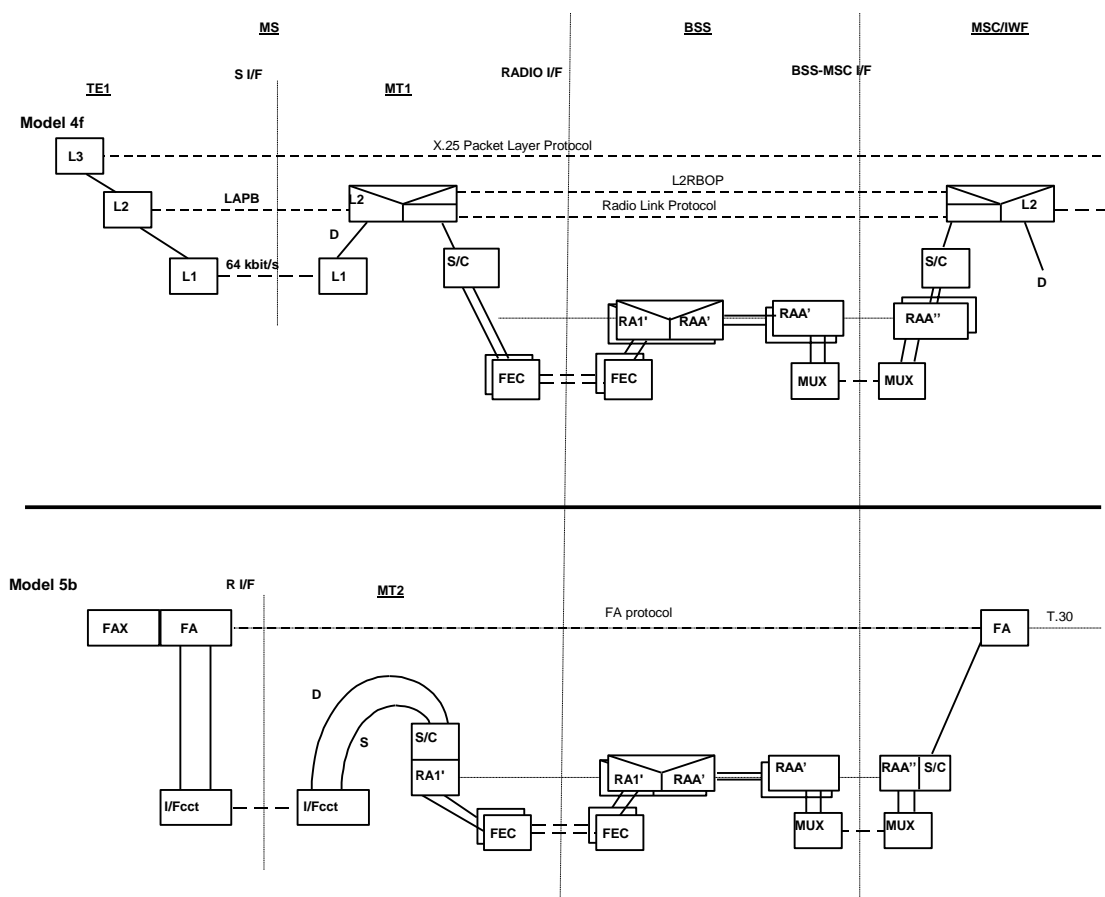 MS
BSS
MSC/IWF
S I/F
RADIO I/F
BSS-MSC I/F
TE1
MT1
Model 4f
L3
X.25 Packet Layer Protocol
L2
LAPB
L2
L2RBOP
Radio Link Protocol
L2
D
L1
64 kbit/s
L1
S/C
S/C
D
RA1'
RAA'
RAA'
RAA''
FEC
FEC
MUX
MUX
Model 5b
R I/F
MT2
FAX
FA
FA protocol
FA
T.30
D
S
S/C
RA1'
RA1'
RAA'
RAA'
RAA''
S/C
I/Fcct
I/Fcct
FEC
FEC
MUX
MUX